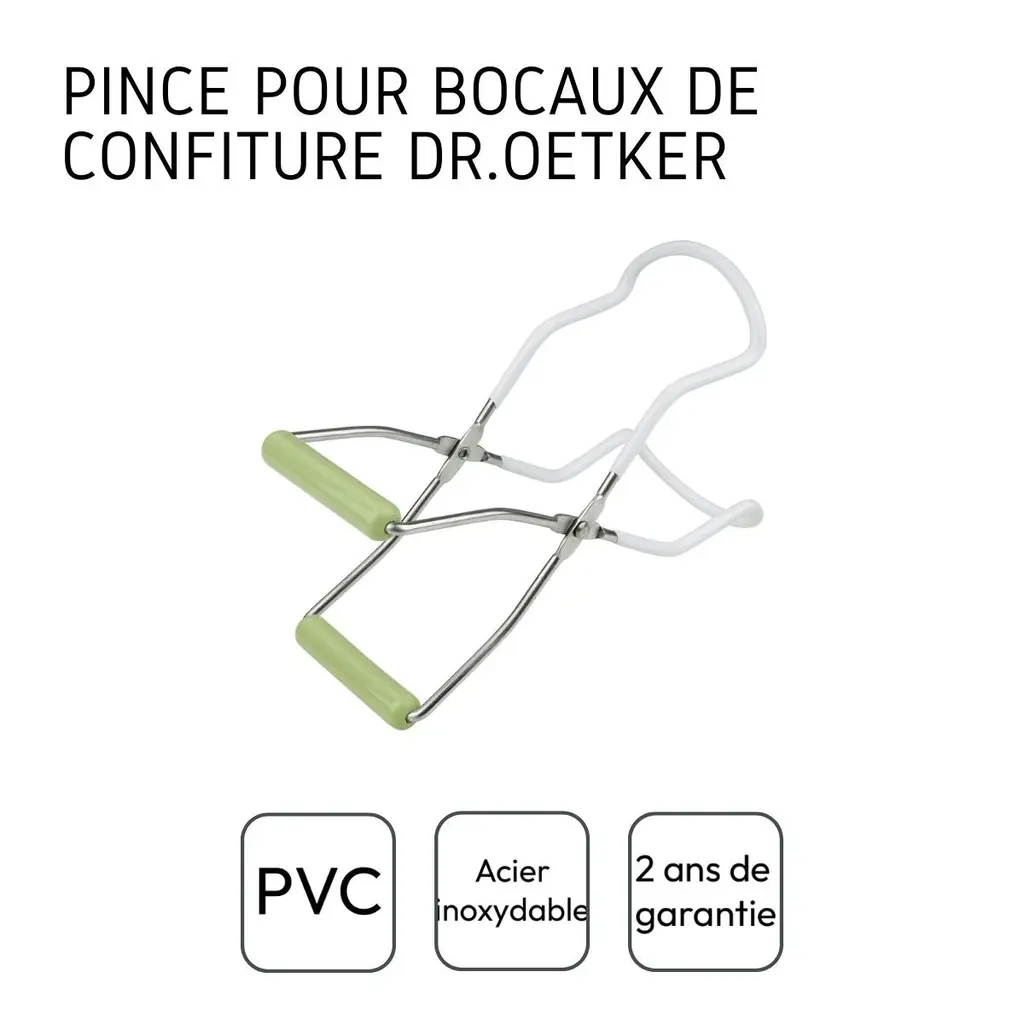 PINCE POUR BOCAUX DE
CONFITURE DR.OETKER
PVC
Acier
inoxydable
2 ans de
garantie